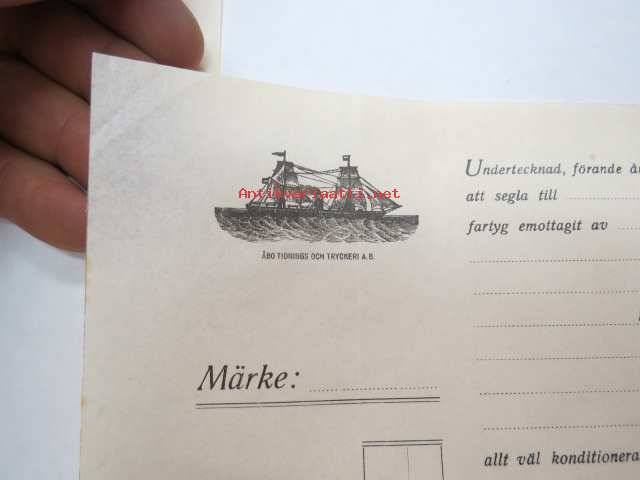 Antikvariaatti.net
ÅBO TIDNINGS OCH TRYCKERI A.B.
Märke:
Undertecknad, förande
att segla till
fartyg emottagit av
allt väl konditionera